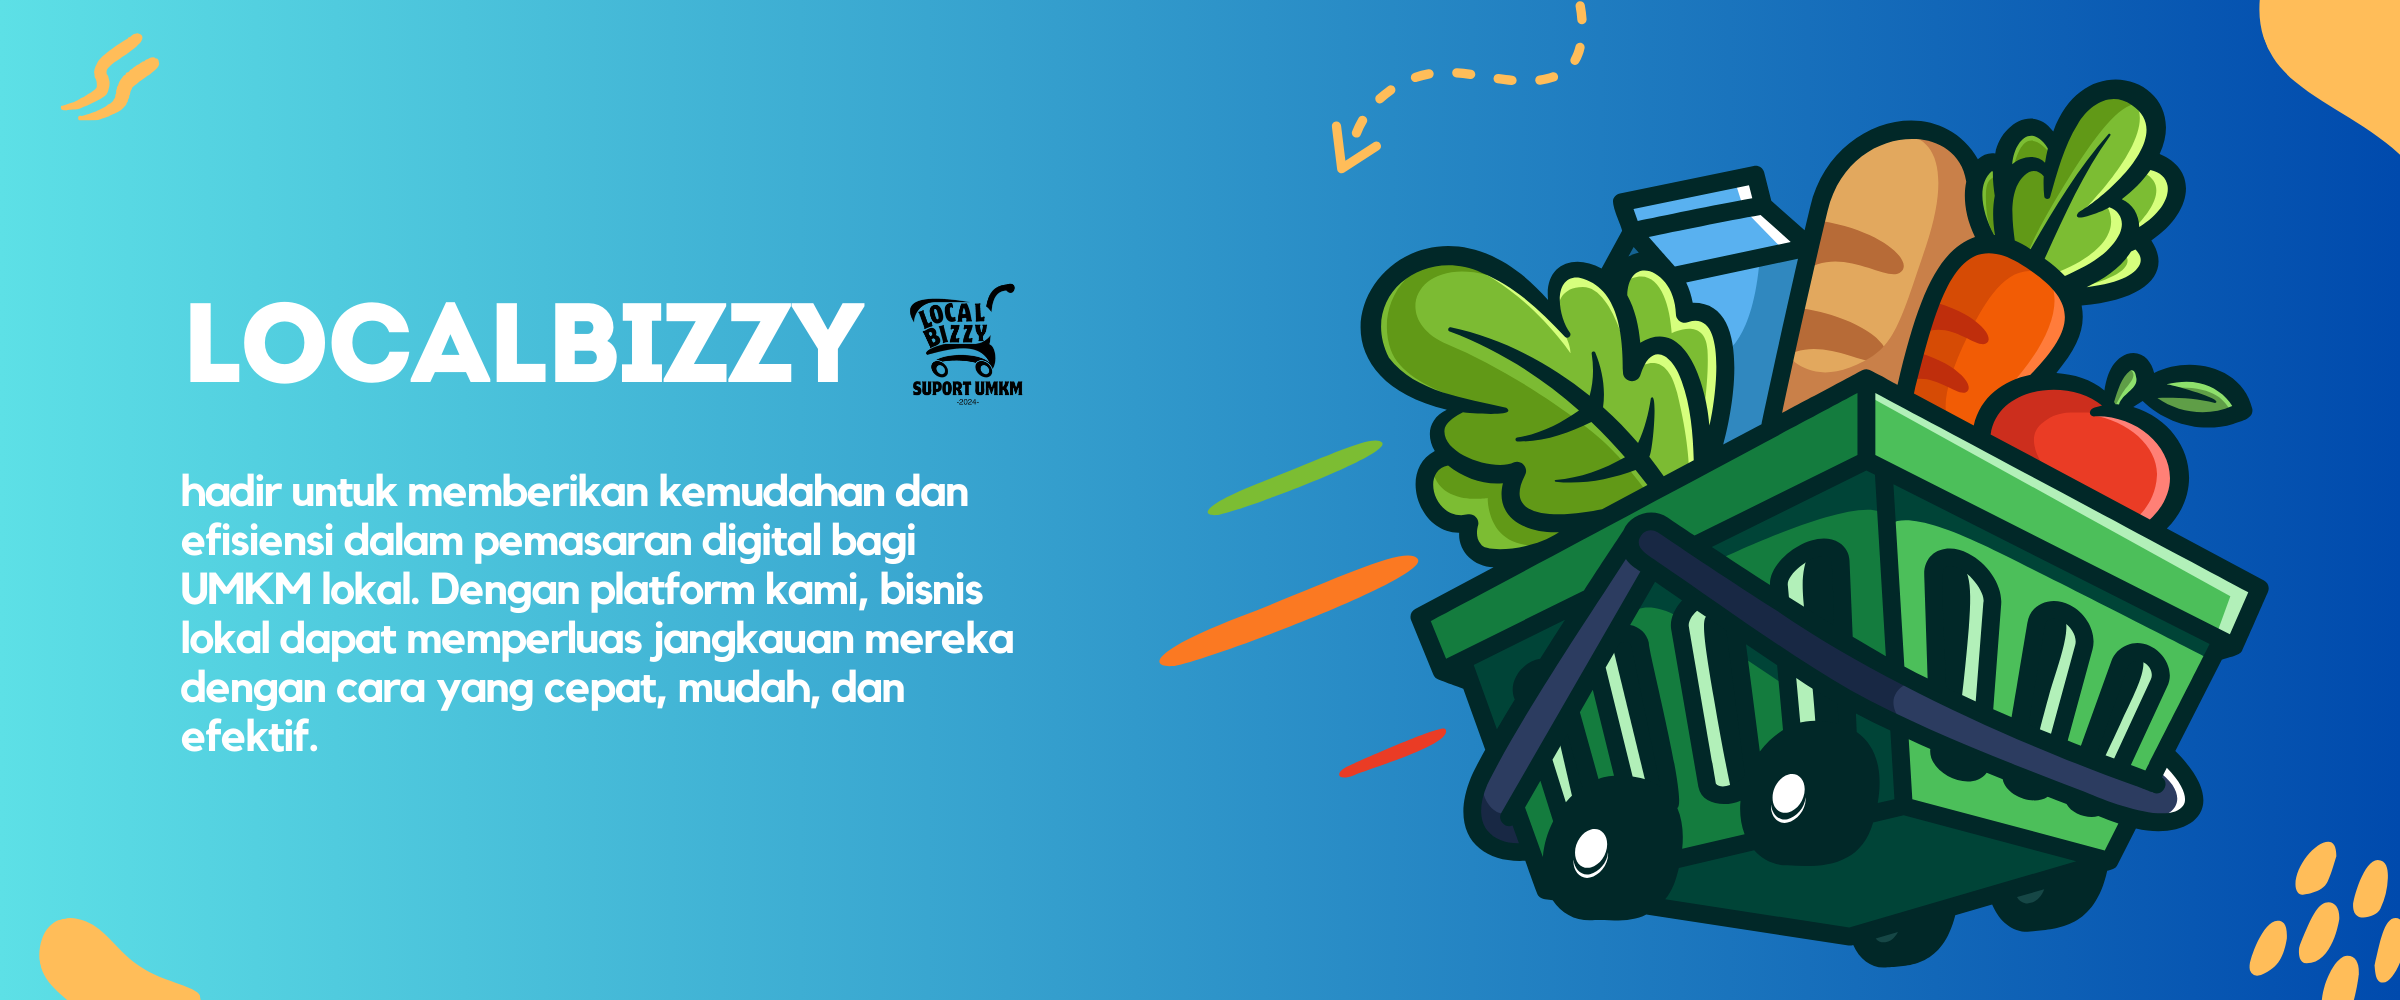 LOCALBIZZY
LOCAL
BIZZY
SUPORT UMKM
-2024-
hadir untuk memberikan kemudahan dan
efisiensi dalam pemasaran digital bagi
UMKM lokal. Dengan platform kami, bisnis
lokal dapat memperluas jangkauan mereka
dengan cara yang cepat, mudah, dan
efektif.